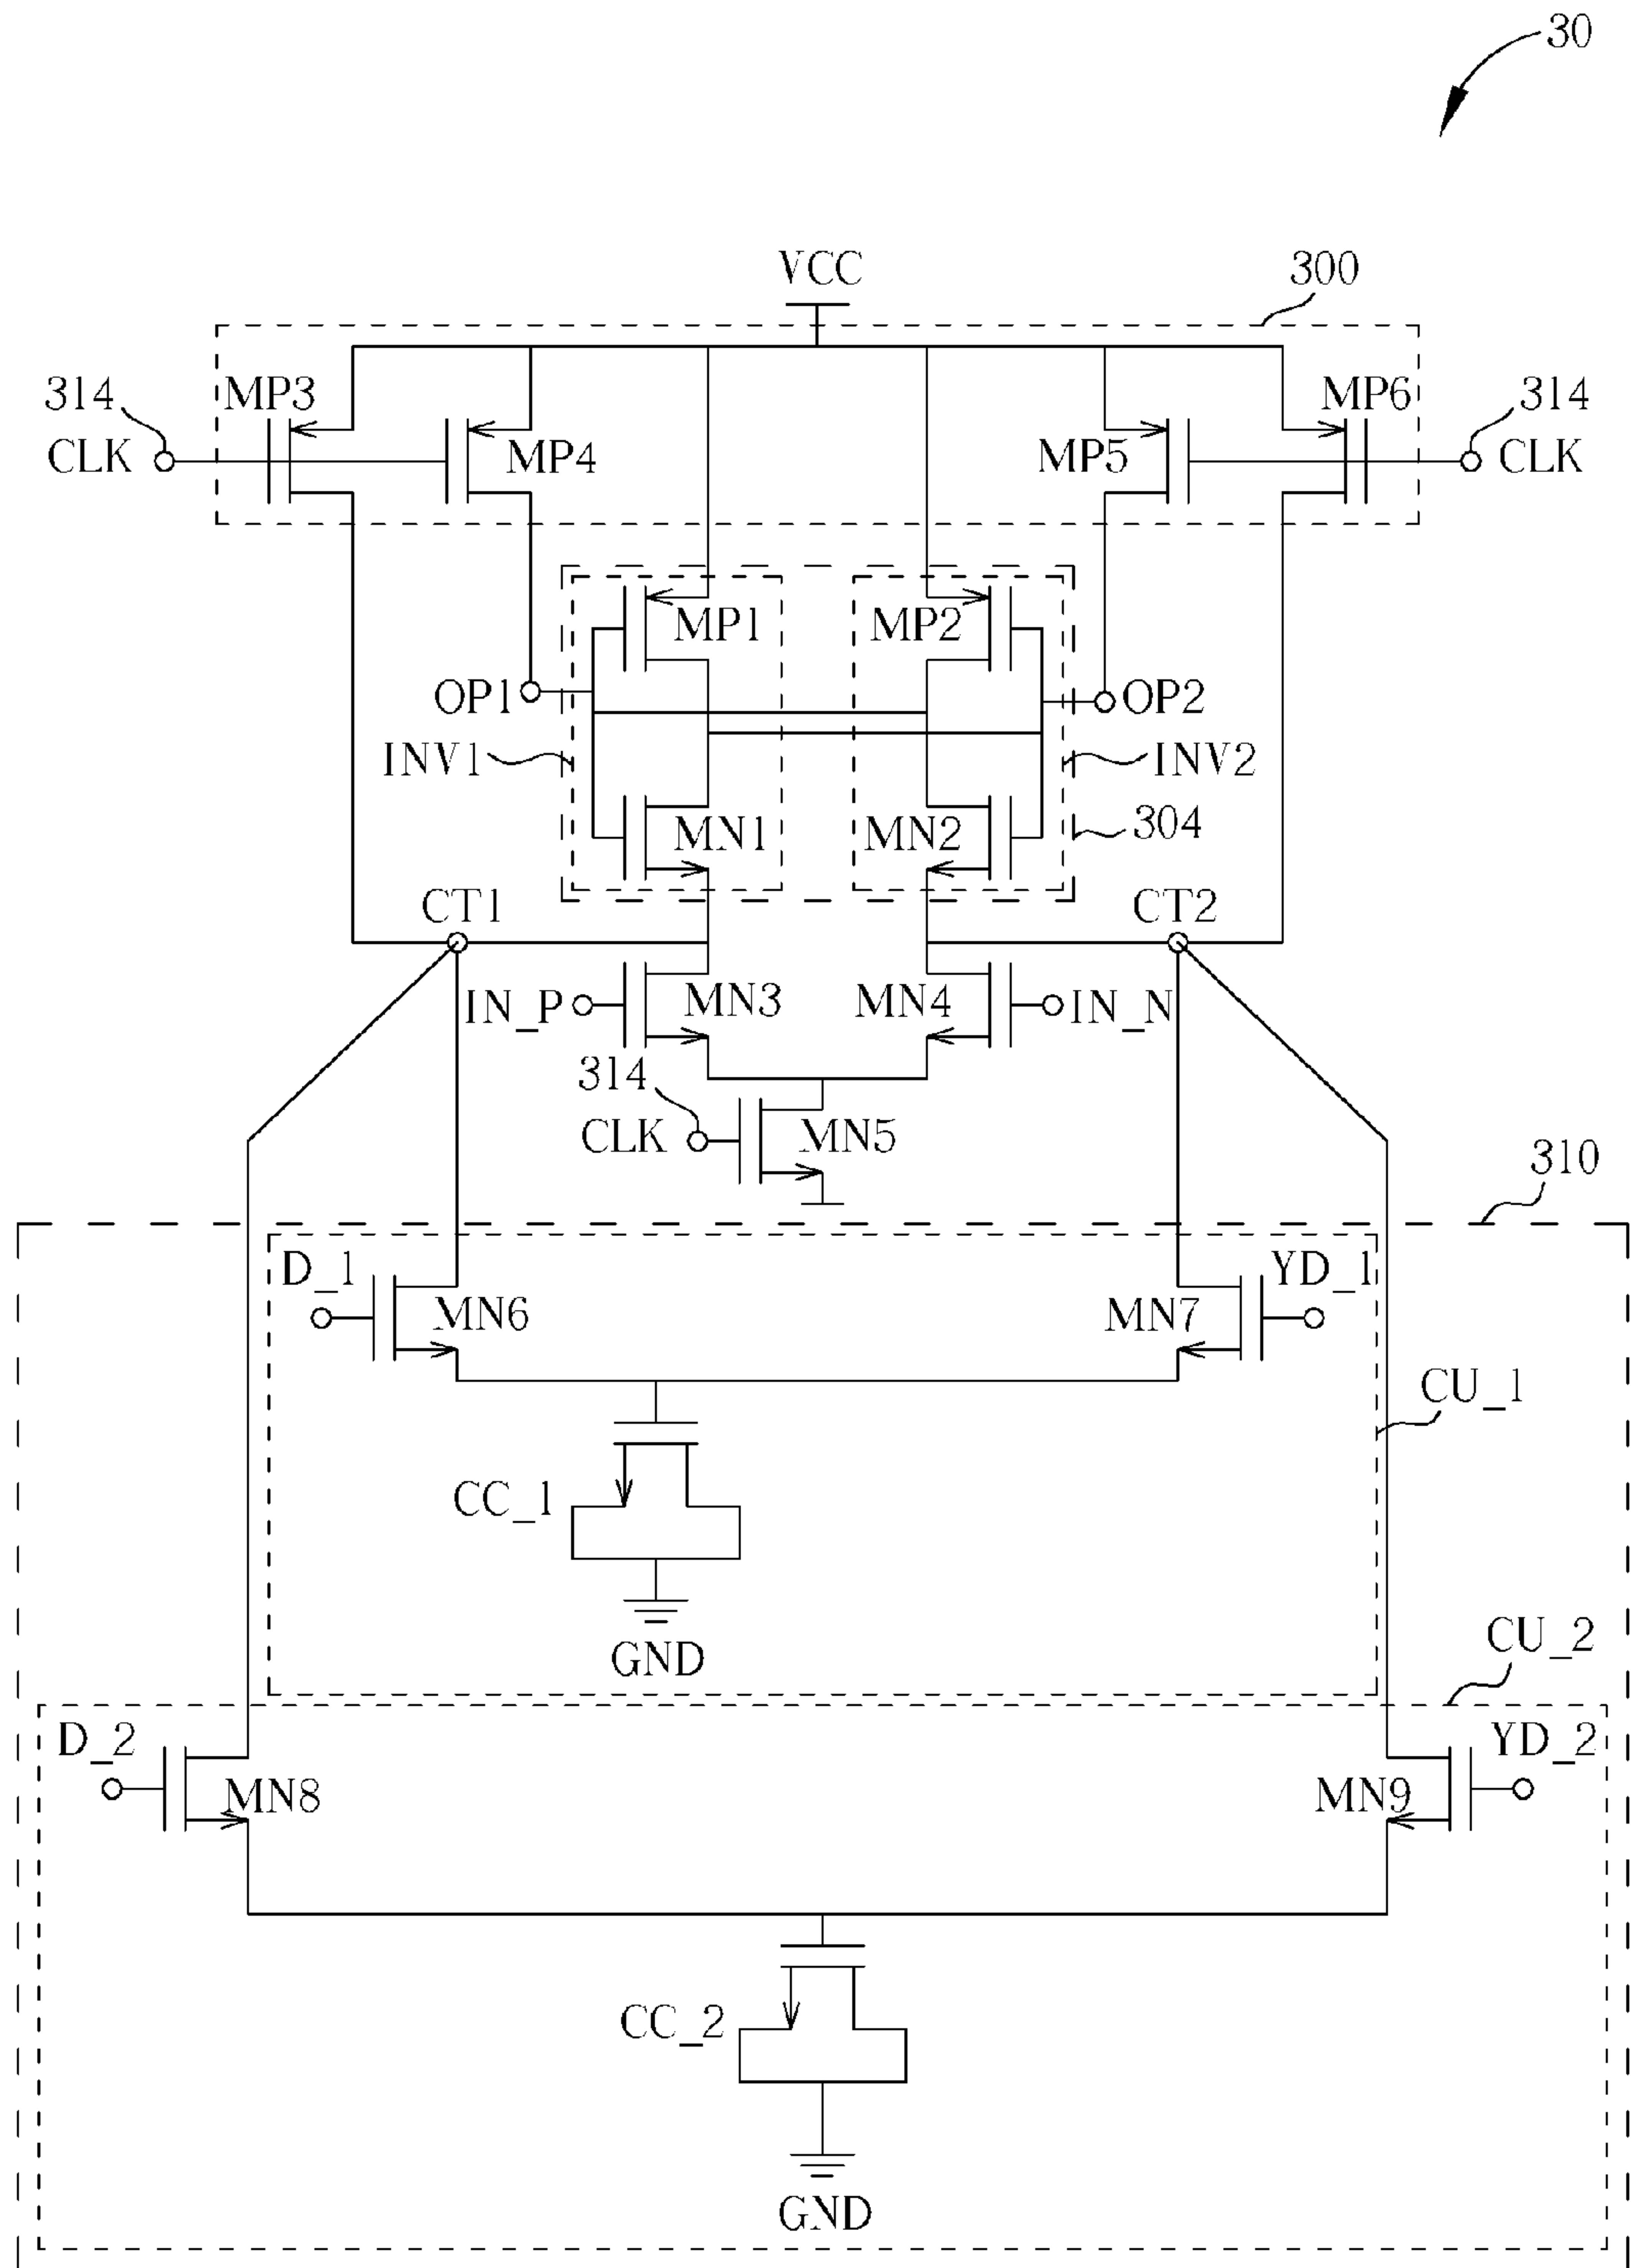 30
VCC
300
314
MP3
MP6
314
CLK
MP4
MP5
CLK
MP1
MP2
OP1
OP2
INV1
INV2
MN1
MN2
304
CT1
CT2
IN_P
MN3
MN4
IN_N
314
CLK
MN5
310
D_1
YD_1
MN6
MN7
CU_1
CC_1
GND
CU_2
D_2
YD_2
MN8
MN9
CC_2
GND